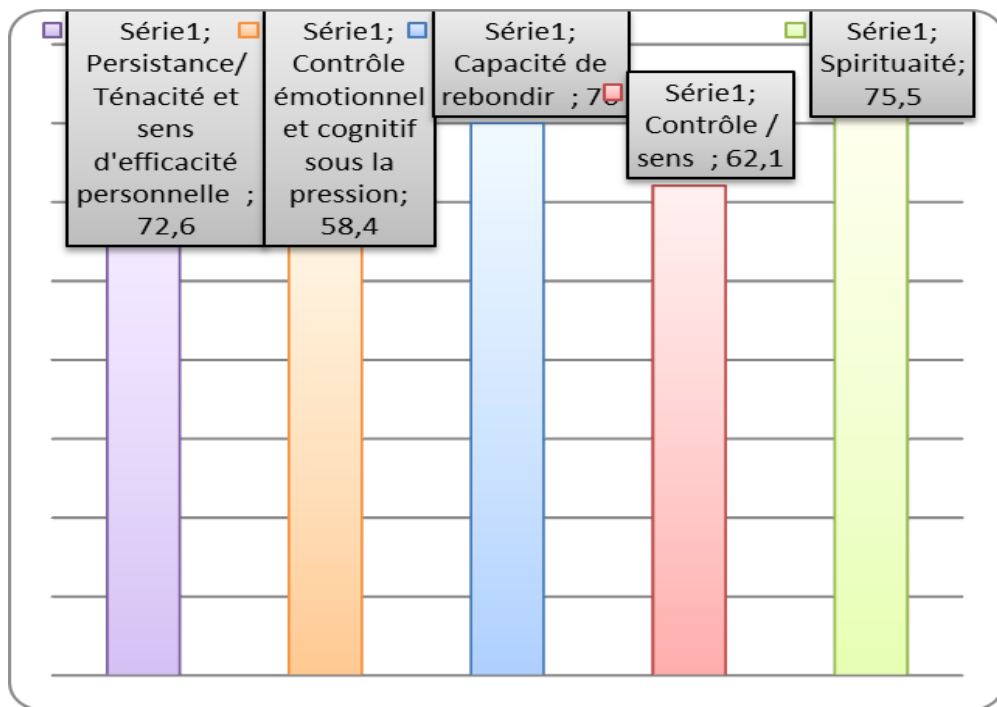 Série1;
Persistance/
Ténacité et
sens
d'efficacité
personnelle ;
72,6
Série1;
Contrôle
émotionnel
et cognitif
sous la
pression;
58,4
Série1;
Capacité de
rebondir ;
Série1;
Contrôle /
sens ; 62,1
Série1;
Spirituaité;
75,5